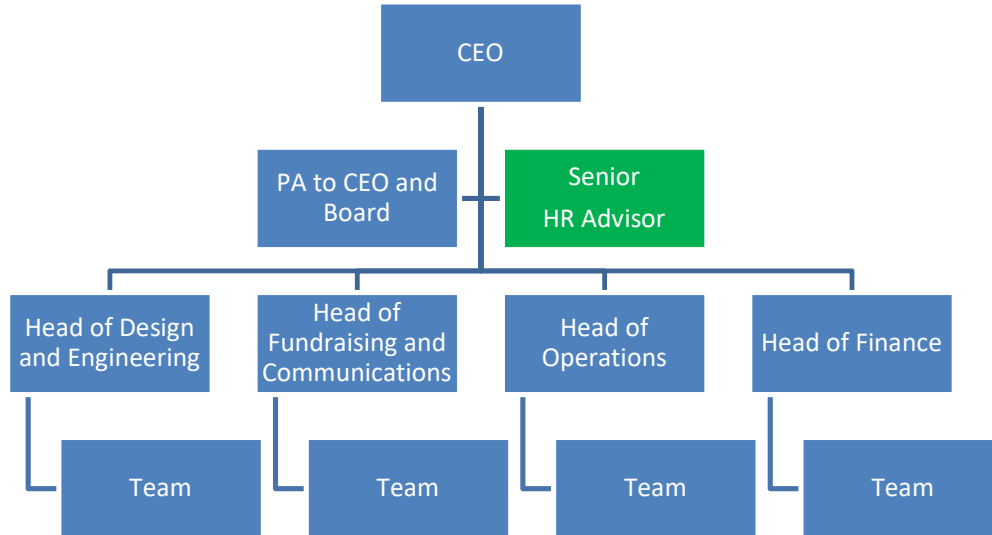 CEO
PA to CEO and
Board
Senior
HR Advisor
Head of Design
and Engineering
Head of
Fundraising and
Communications
Head of
Operations
Head of Finance
Team
Team
Team
Team